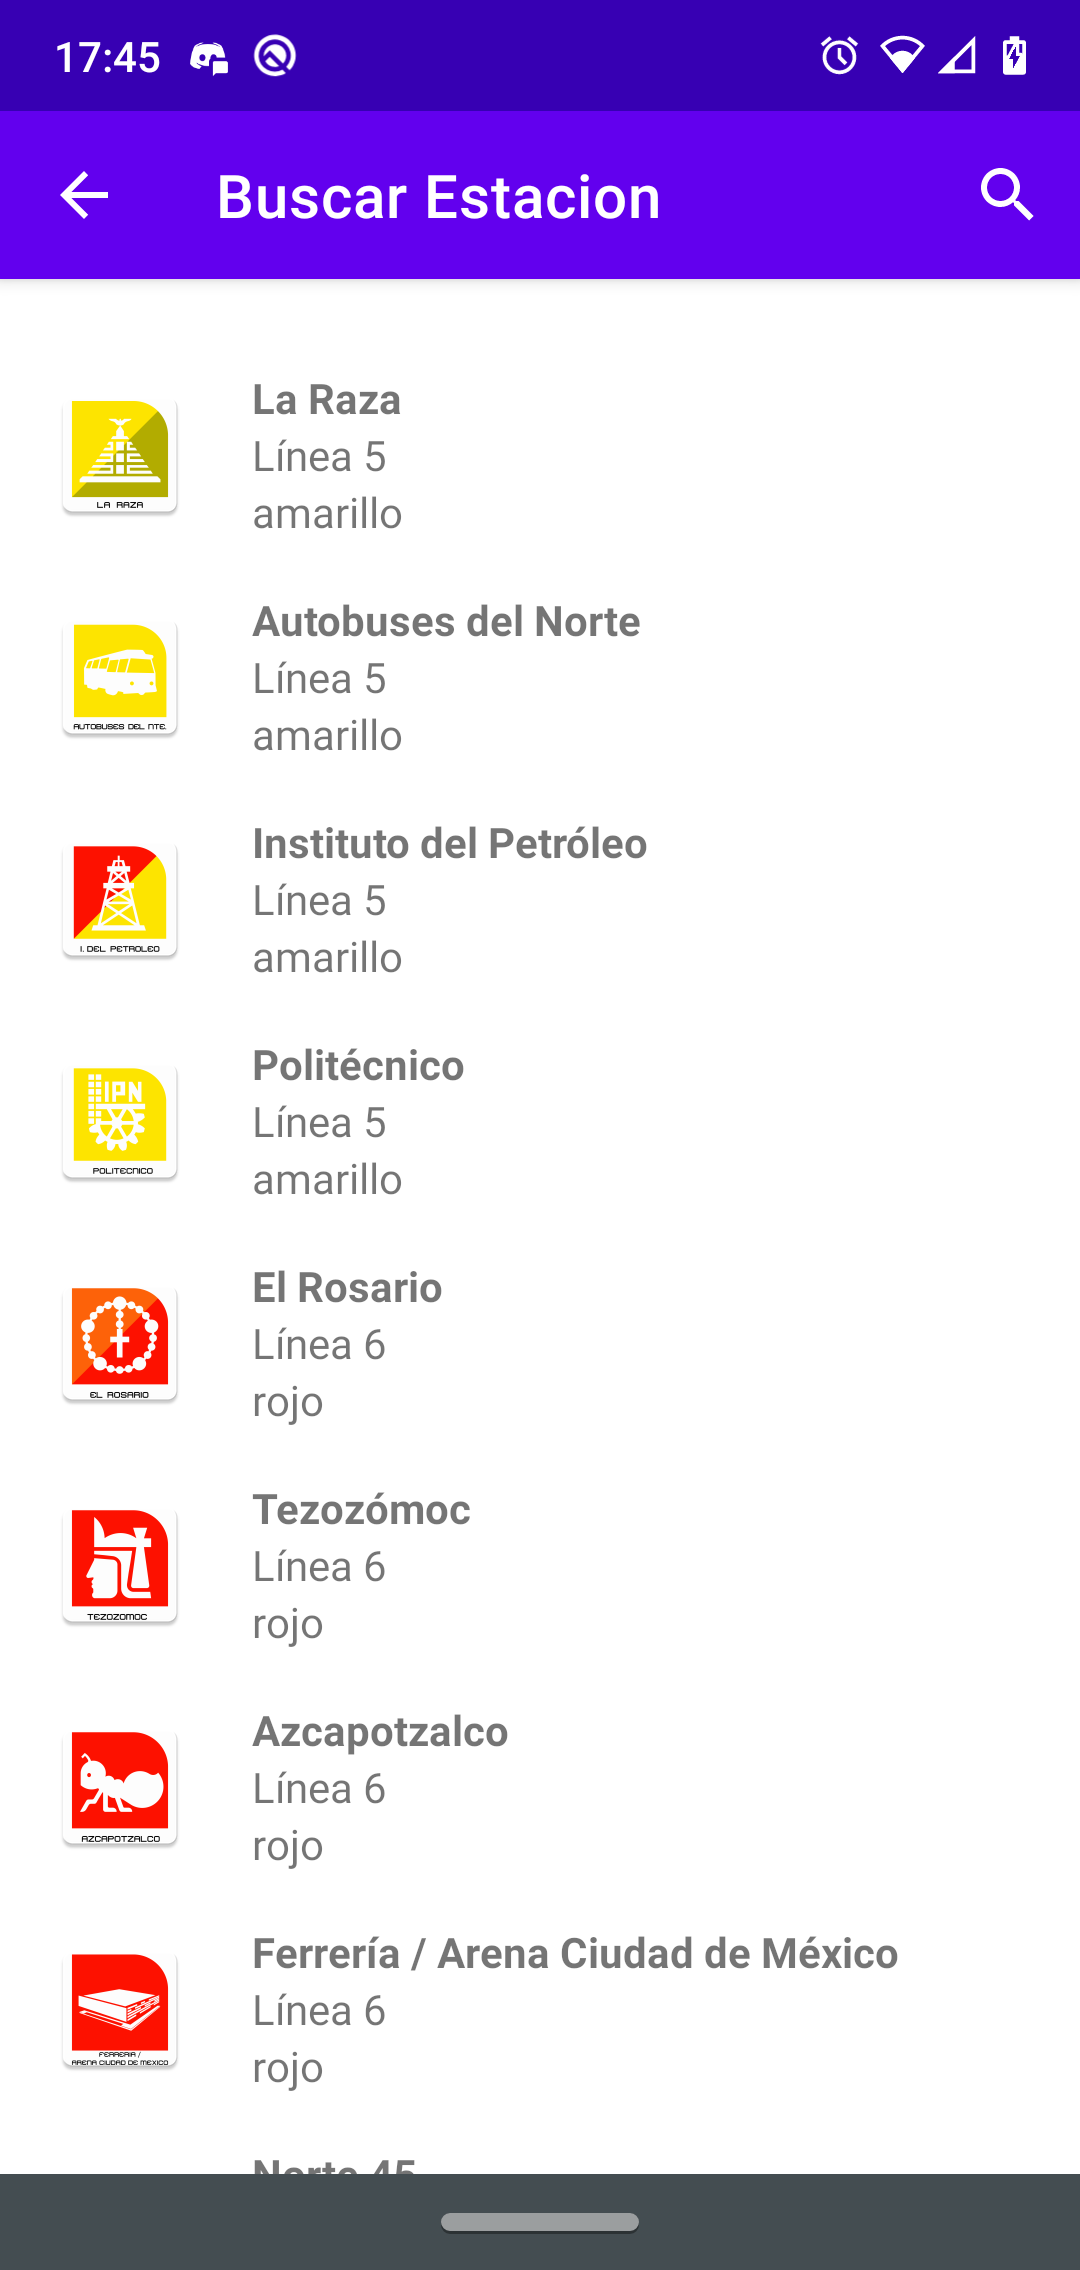 17:45
Buscar Estacion
La Raza
Línea 5
amarillo
LA RAZA
Autobuses del Norte
Línea 5
amarillo
AUTOBUSES DEL NTE.
Instituto del Petróleo
Línea 5
amarillo
I. DEL PETROLEO
Politécnico
Línea 5
amarillo
IPN
POLITECNICO
El Rosario
Línea 6
rojo
EL ROSARIO
Tezozómoc
Línea 6
rojo
TEZOZOMOC
Azcapotzalco
Línea 6
rojo
AZCAPOTZALCO
Ferrería / Arena Ciudad de México
Línea 6
rojo
FERRERIA /
ARENA CIUDAD DE MEXICO
Norte 45